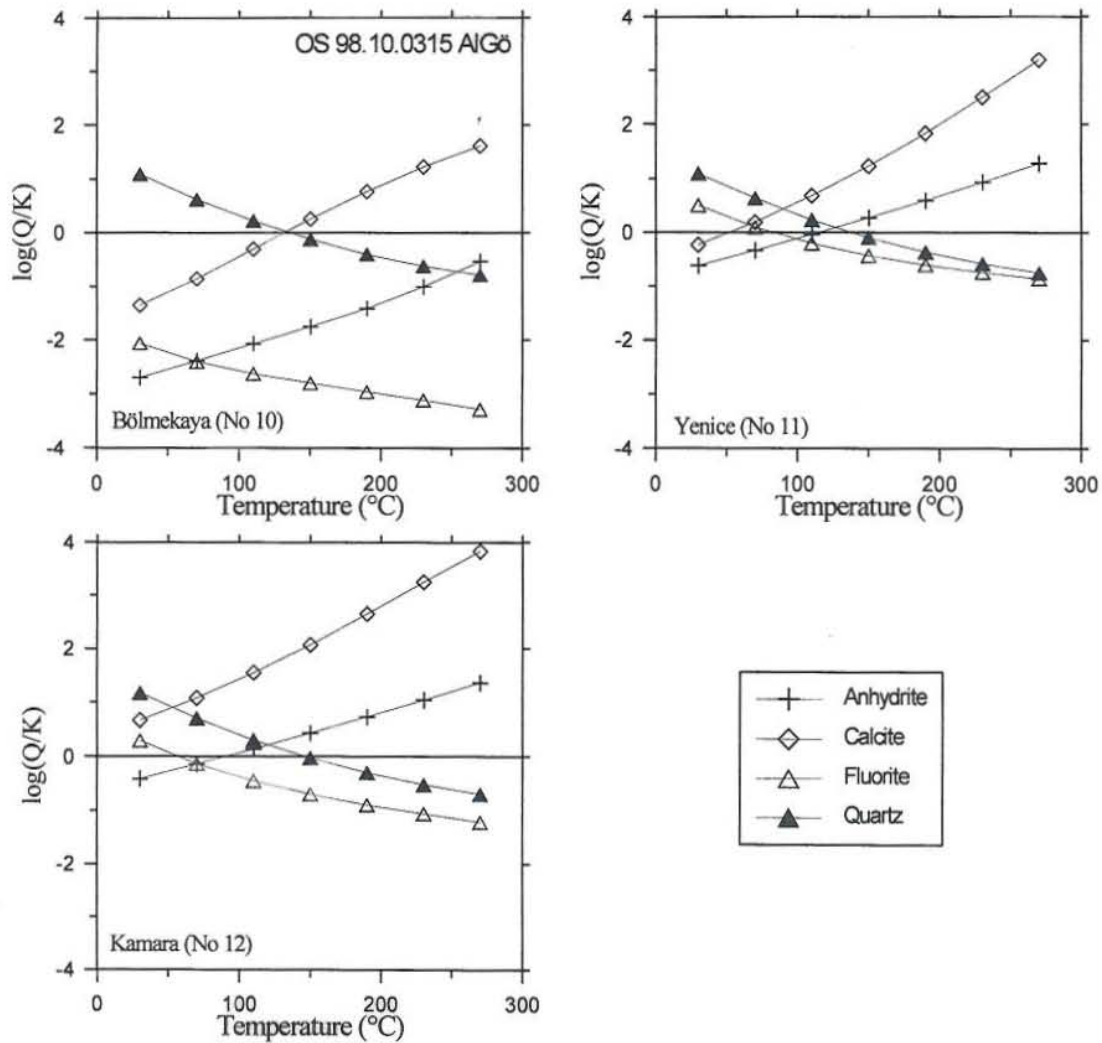 4
OS 98.10.0315 AlGö
2
log(Q/K)
0
-2
Bölmekaya (No 10)
-4
0
100
200
300
Temperature (°C)
4
2
log(Q/K)
0
-2
Yenice (No 11)
-4
0
100
200
300
Temperature (°C)
4
2
log(Q/K)
0
-2
Kamara (No 12)
-4
0
100
200
300
Temperature (°C)
Anhydrite
Calcite
Fluorite
Quartz